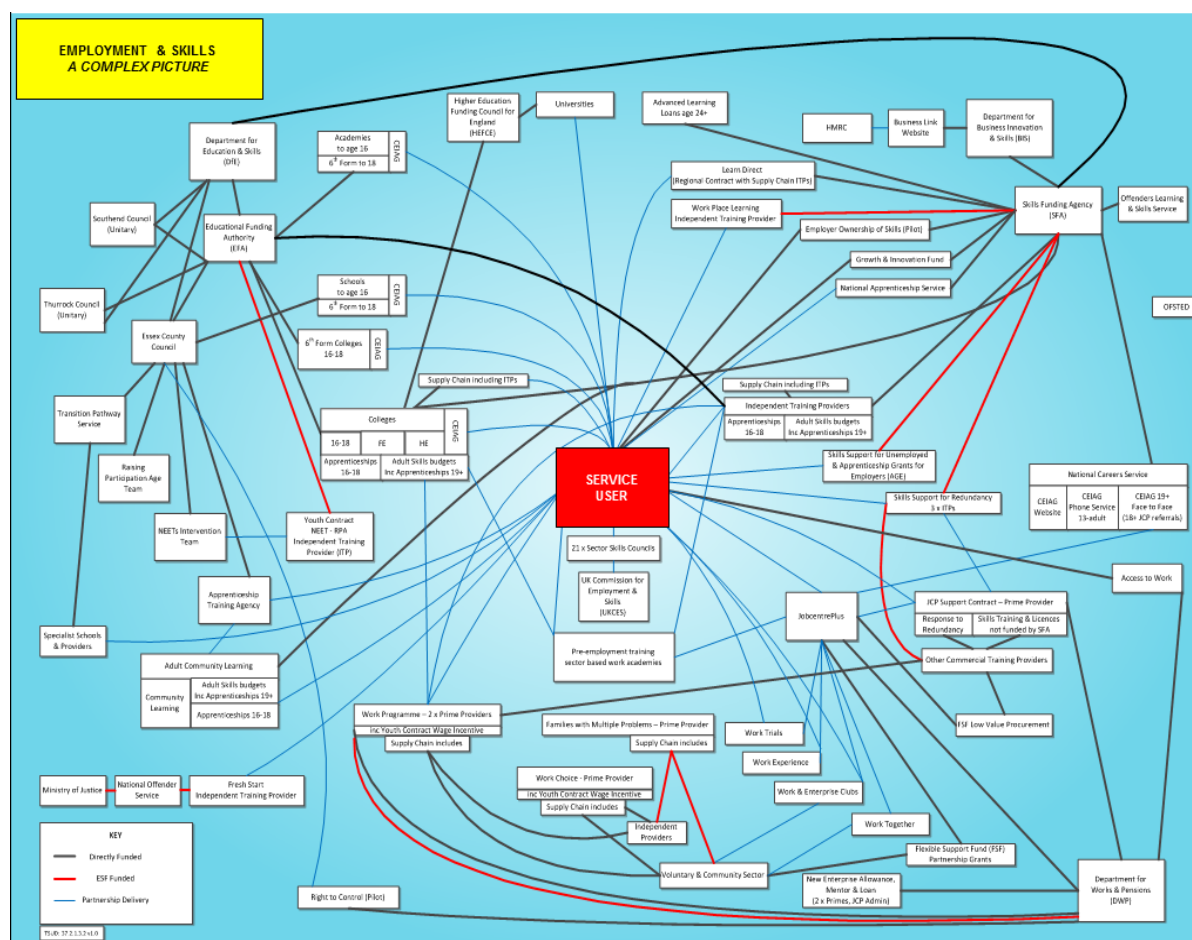 EMPLOYMENT & SKILLS
A COMPLEX PICTURE
Higher Education
Funding Council for
England
(HEFCE)
Universities
Advanced Learning
Loans age 24+
HMRC
Business Link
Website
Department for
Business Innovation
& Skills (BIS)
Department for
Education & Skills
(DfE)
Academies
to age 16
6th Form to 18
CEIAG
Learn Direct
(Regional Contract with Supply Chain ITPs)
Work Place Learning
Independent Training Provider
Skills Funding Agency
(SFA)
Offenders Learning
& Skills Service
Southend Council
(Unitary)
Educational Funding
Authority
(EFA)
Employer Ownership of Skills (Pilot)
Growth & Innovation Fund
National Apprenticeship Service
Thurrock Council
(Unitary)
Schools
to age 16
6th Form to 18
CEIAG
OFSTED
Essex County
Council
6th Form Colleges
16-18
CEIAG
Supply Chain including ITPs
Supply Chain including ITPs
Transition Pathway
Service
Colleges
16-18
FE
HE
CEIAG
Apprenticeships
16-18
Adult Skills budgets
Inc Apprenticeships 19+
Independent Training Providers
Apprenticeships
16-18
Adult Skills budgets
Inc Apprenticeships 19+
SERVICE
USER
Raising
Participation Age
Team
Skills Support for Unemployed
& Apprenticeship Grants for
Employers (AGE)
National Careers Service
CEIAG
Website
CEIAG
Phone Service
13-adult
CEIAG 19+
Face to Face
(18+ JCP referrals)
Skills Support for Redundancy
3 x ITPs
NEETs Intervention
Team
Youth Contract
NEET - RPA
Independent Training
Provider (ITP)
21 x Sector Skills Councils
UK Commission for
Employment &
Skills
(UKCES)
Access to Work
Apprenticeship
Training Agency
JobcentrePlus
JCP Support Contract – Prime Provider
Response to
Redundancy
Skills Training & Licences
not funded by SFA
Specialist Schools
& Providers
Pre-employment training
sector based work academies
Other Commercial Training Providers
Adult Community Learning
Community
Learning
Adult Skills budgets
Inc Apprenticeships 19+
Apprenticeships 16-18
Work Programme – 2 x Prime Providers
inc Youth Contract Wage Incentive
Supply Chain includes
Families with Multiple Problems – Prime Provider
Supply Chain includes
FSF Low Value Procurement
Work Trials
Work Experience
Work Choice - Prime Provider
inc Youth Contract Wage Incentive
Supply Chain includes
Work & Enterprise Clubs
Ministry of Justice
National Offender
Service
Fresh Start
Independent Training Provider
Independent
Providers
Work Together
Flexible Support Fund (FSF)
Partnership Grants
Voluntary & Community Sector
New Enterprise Allowance,
Mentor & Loan
(2 x Primes, JCP Admin)
Department for
Works & Pensions
(DWP)
Right to Control (Pilot)
KEY
Directly Funded
ESF Funded
Partnership Delivery